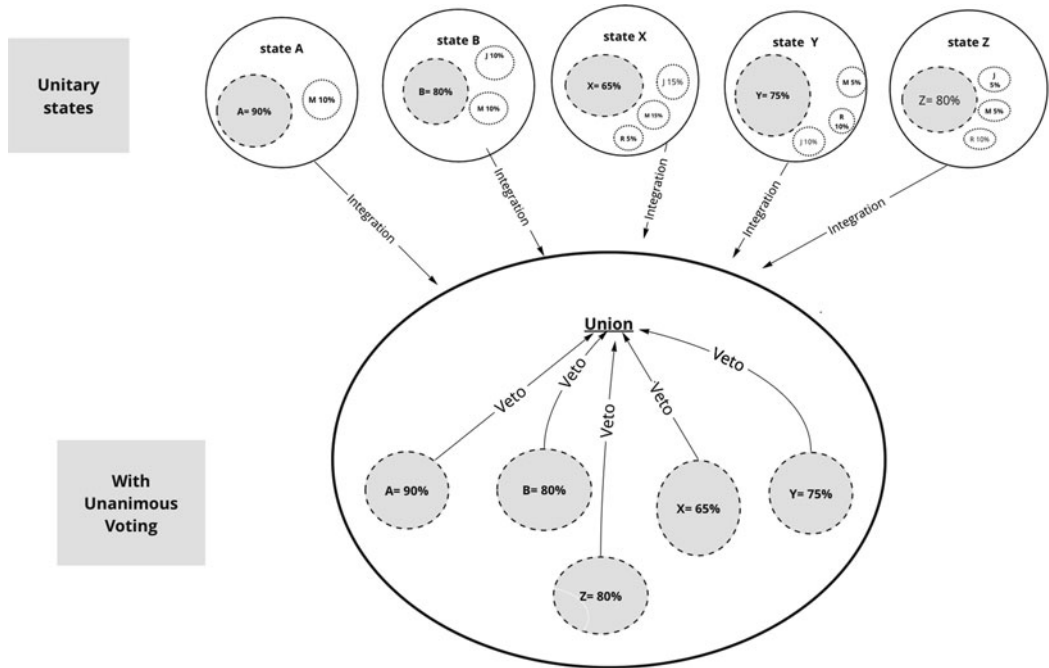 Unitary
states
state A
A= 90%
M 10%
state B
J 10%
B= 80%
M 10%
state X
X= 65%
J 15%
M 15%
R 5%
state Y
M 5%
Y= 75%
R
10%
J 10%
state Z
J
5%
Z= 80%
M 5%
R 10%
Integration
Integration
Integration
Integration
Integration
Union
Veto
Veto
Veto
Veto
Veto
With
Unanimous
Voting
A= 90%
B= 80%
X= 65%
Y= 75%
Z= 80%